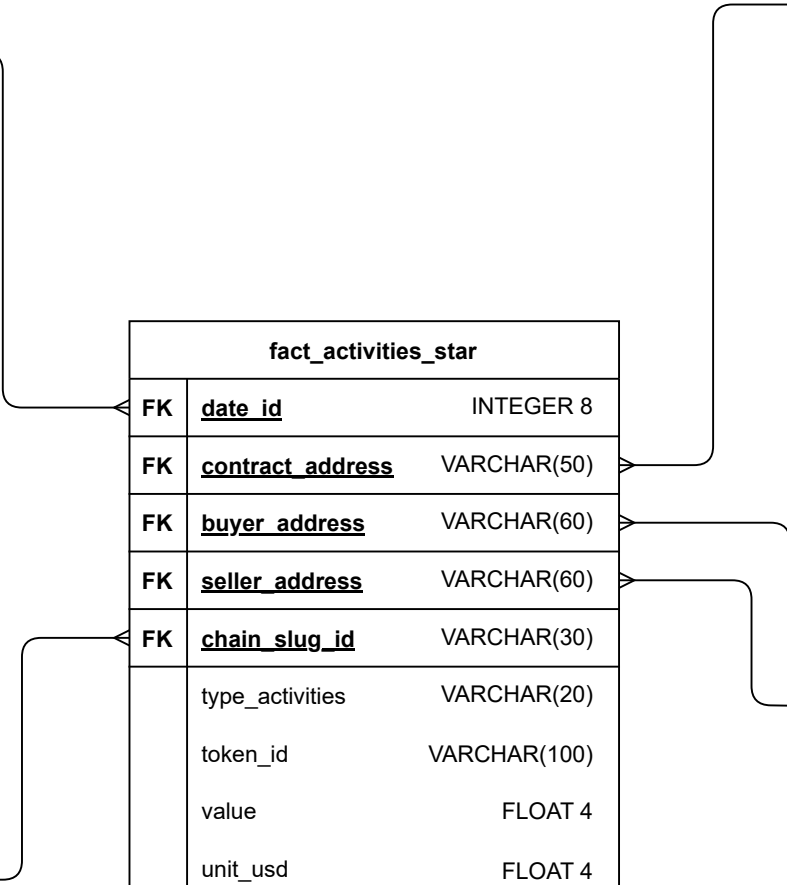 fact_activities_star
FK date_id INTEGER 8
FK contract_address VARCHAR(50)
FK buyer_address VARCHAR(60)
FK seller_address VARCHAR(60)
FK chain_slug_id VARCHAR(30)
type_activities VARCHAR(20)
token_id VARCHAR(100)
value FLOAT 4
unit_usd FLOAT 4